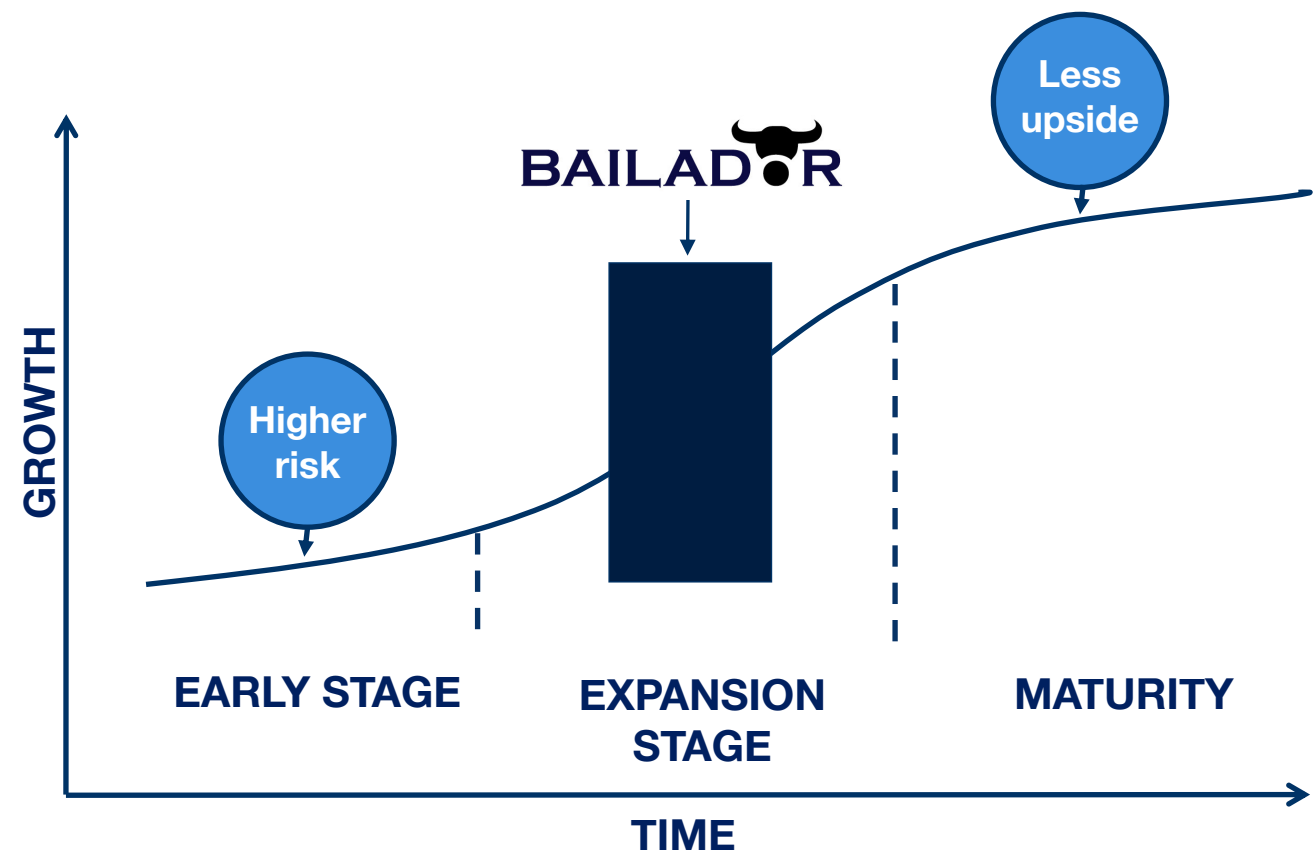 Less
upside
BAILADOR
Higher
risk
GROWTH
EARLY STAGE
EXPANSION
STAGE
MATURITY
TIME